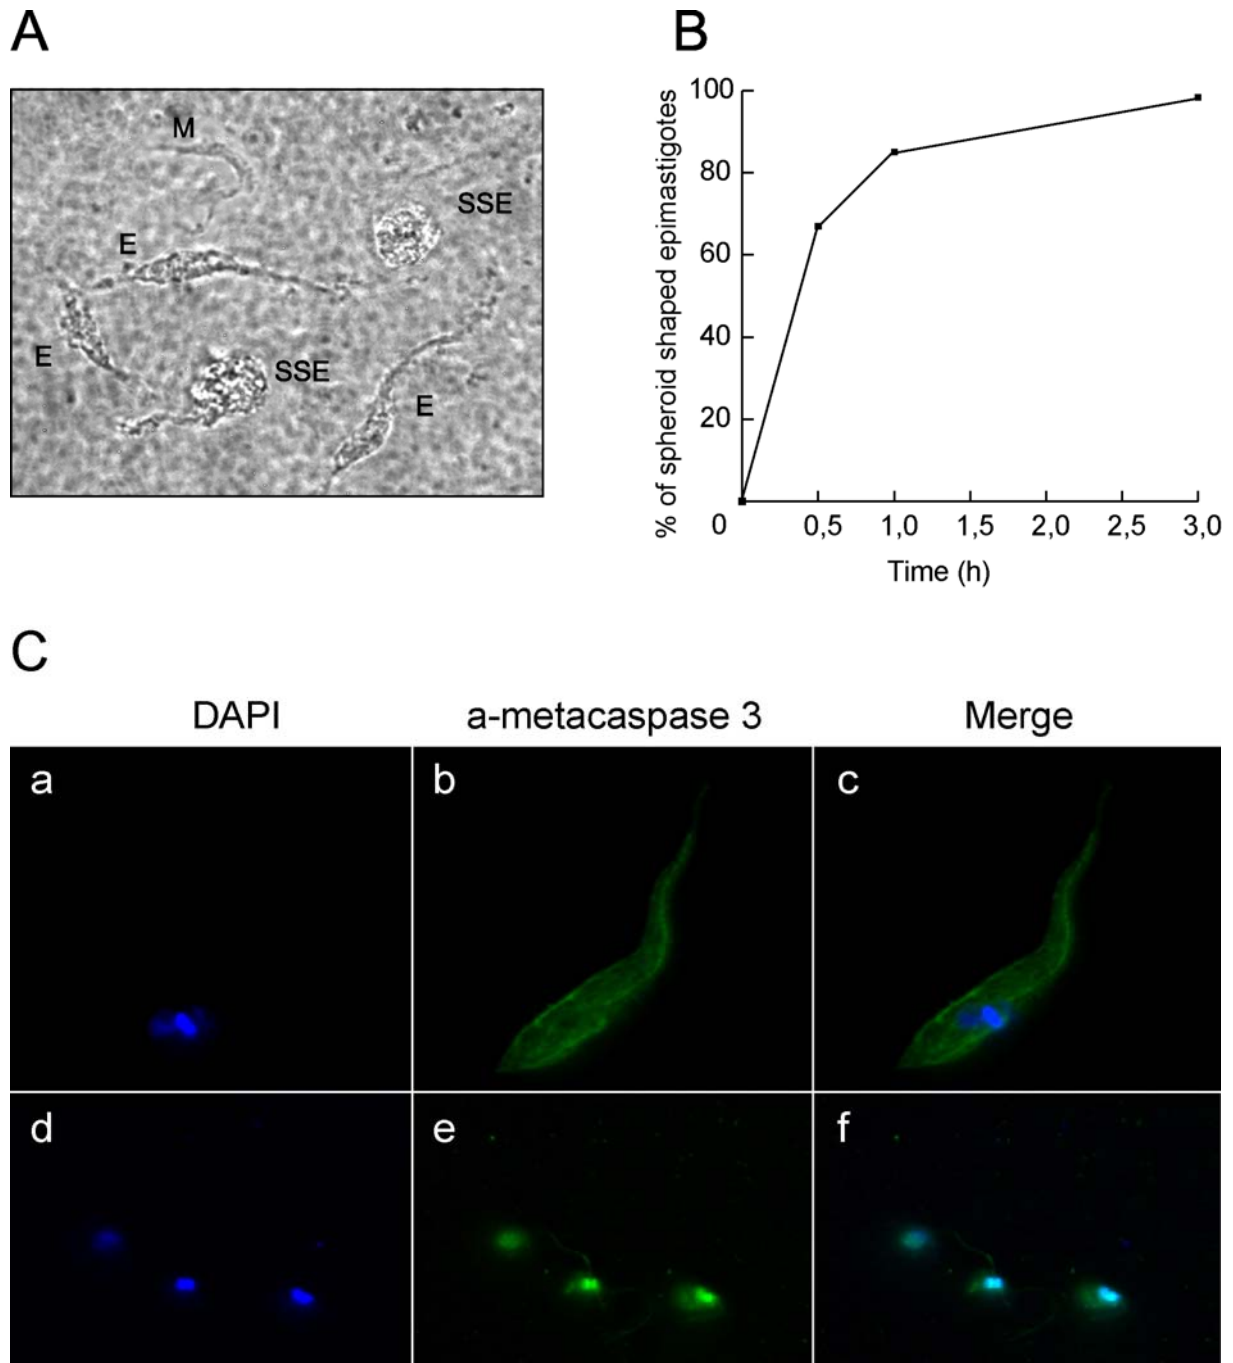 A
M
SSE
E
E
SSE
E
B
% of spheroid shaped epimastigotes
100
80
60
40
20
0
0,5
1,0
1,5
2,0
2,5
3,0
Time (h)
C
DAPI
a-metacaspase 3
Merge
a
b
c
d
e
f